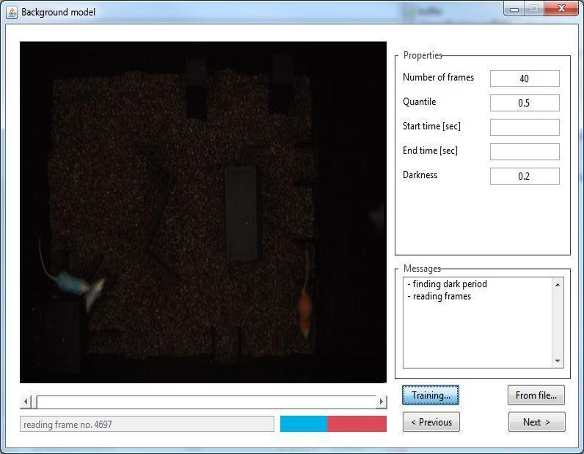 Background model
Properties
Number of frames 40
Quantile 0.5
Start time [sec]
End time [sec]
Darkness 0.2
Messages
- finding dark period
- reading frames
Training... From file...
reading frame no. 4697
< Previous Next >